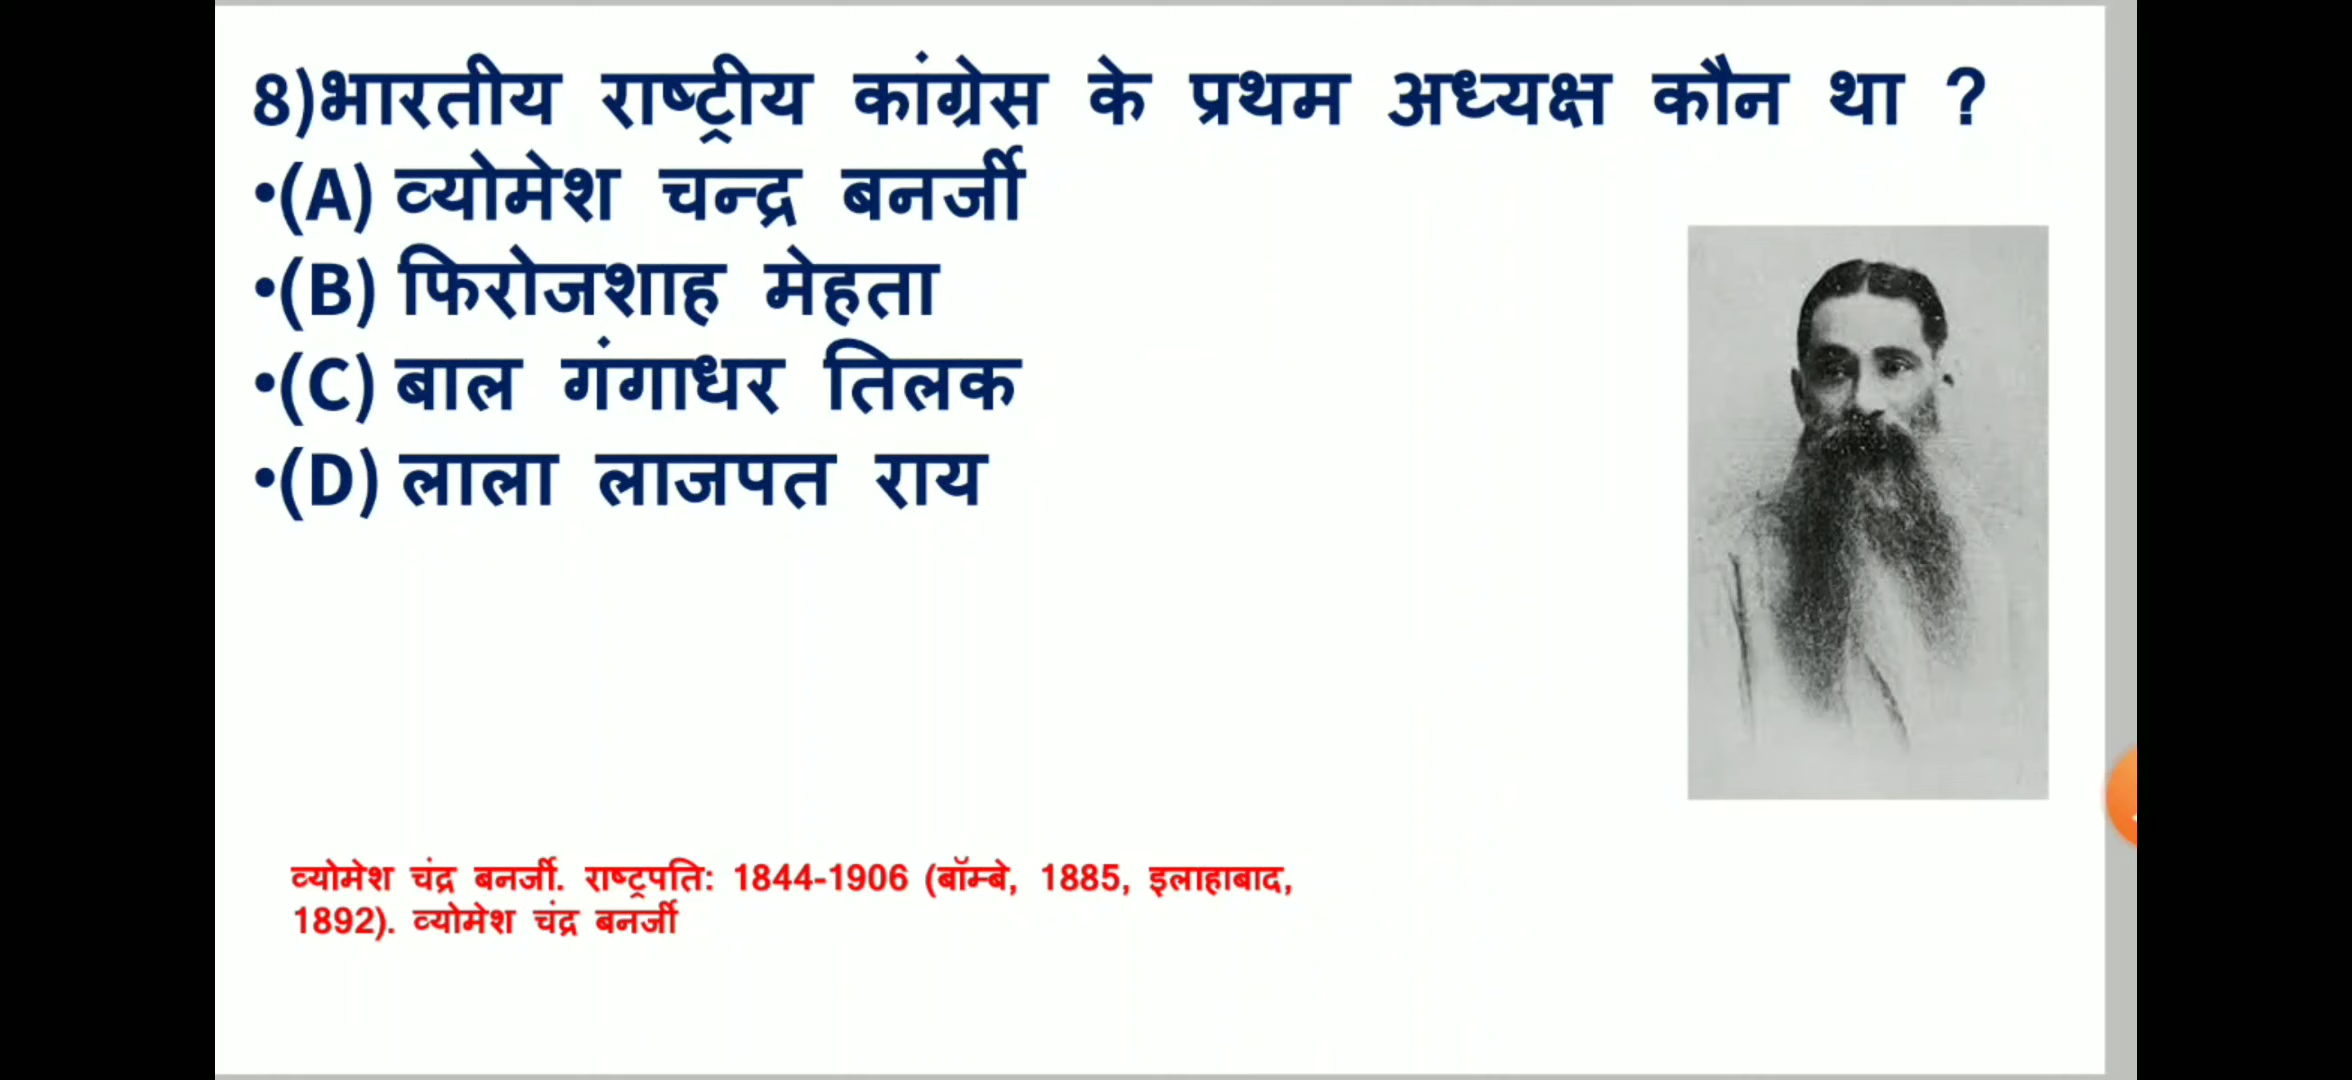 8)भारतीय राष्ट्रीय कांग्रेस के प्रथम अध्यक्ष कौन था ?
•(A) व्योमेश चन्द्र बनर्जी
•(B) फिरोजशाह मेहता
•(C) बाल गंगाधर तिलक
•(D) लाला लाजपत राय
व्योमेश चंद्र बनर्जी. राष्ट्रपति: 1844-1906 (बॉम्बे, 1885, इलाहाबाद,
1892). व्योमेश चंद्र बनर्जी